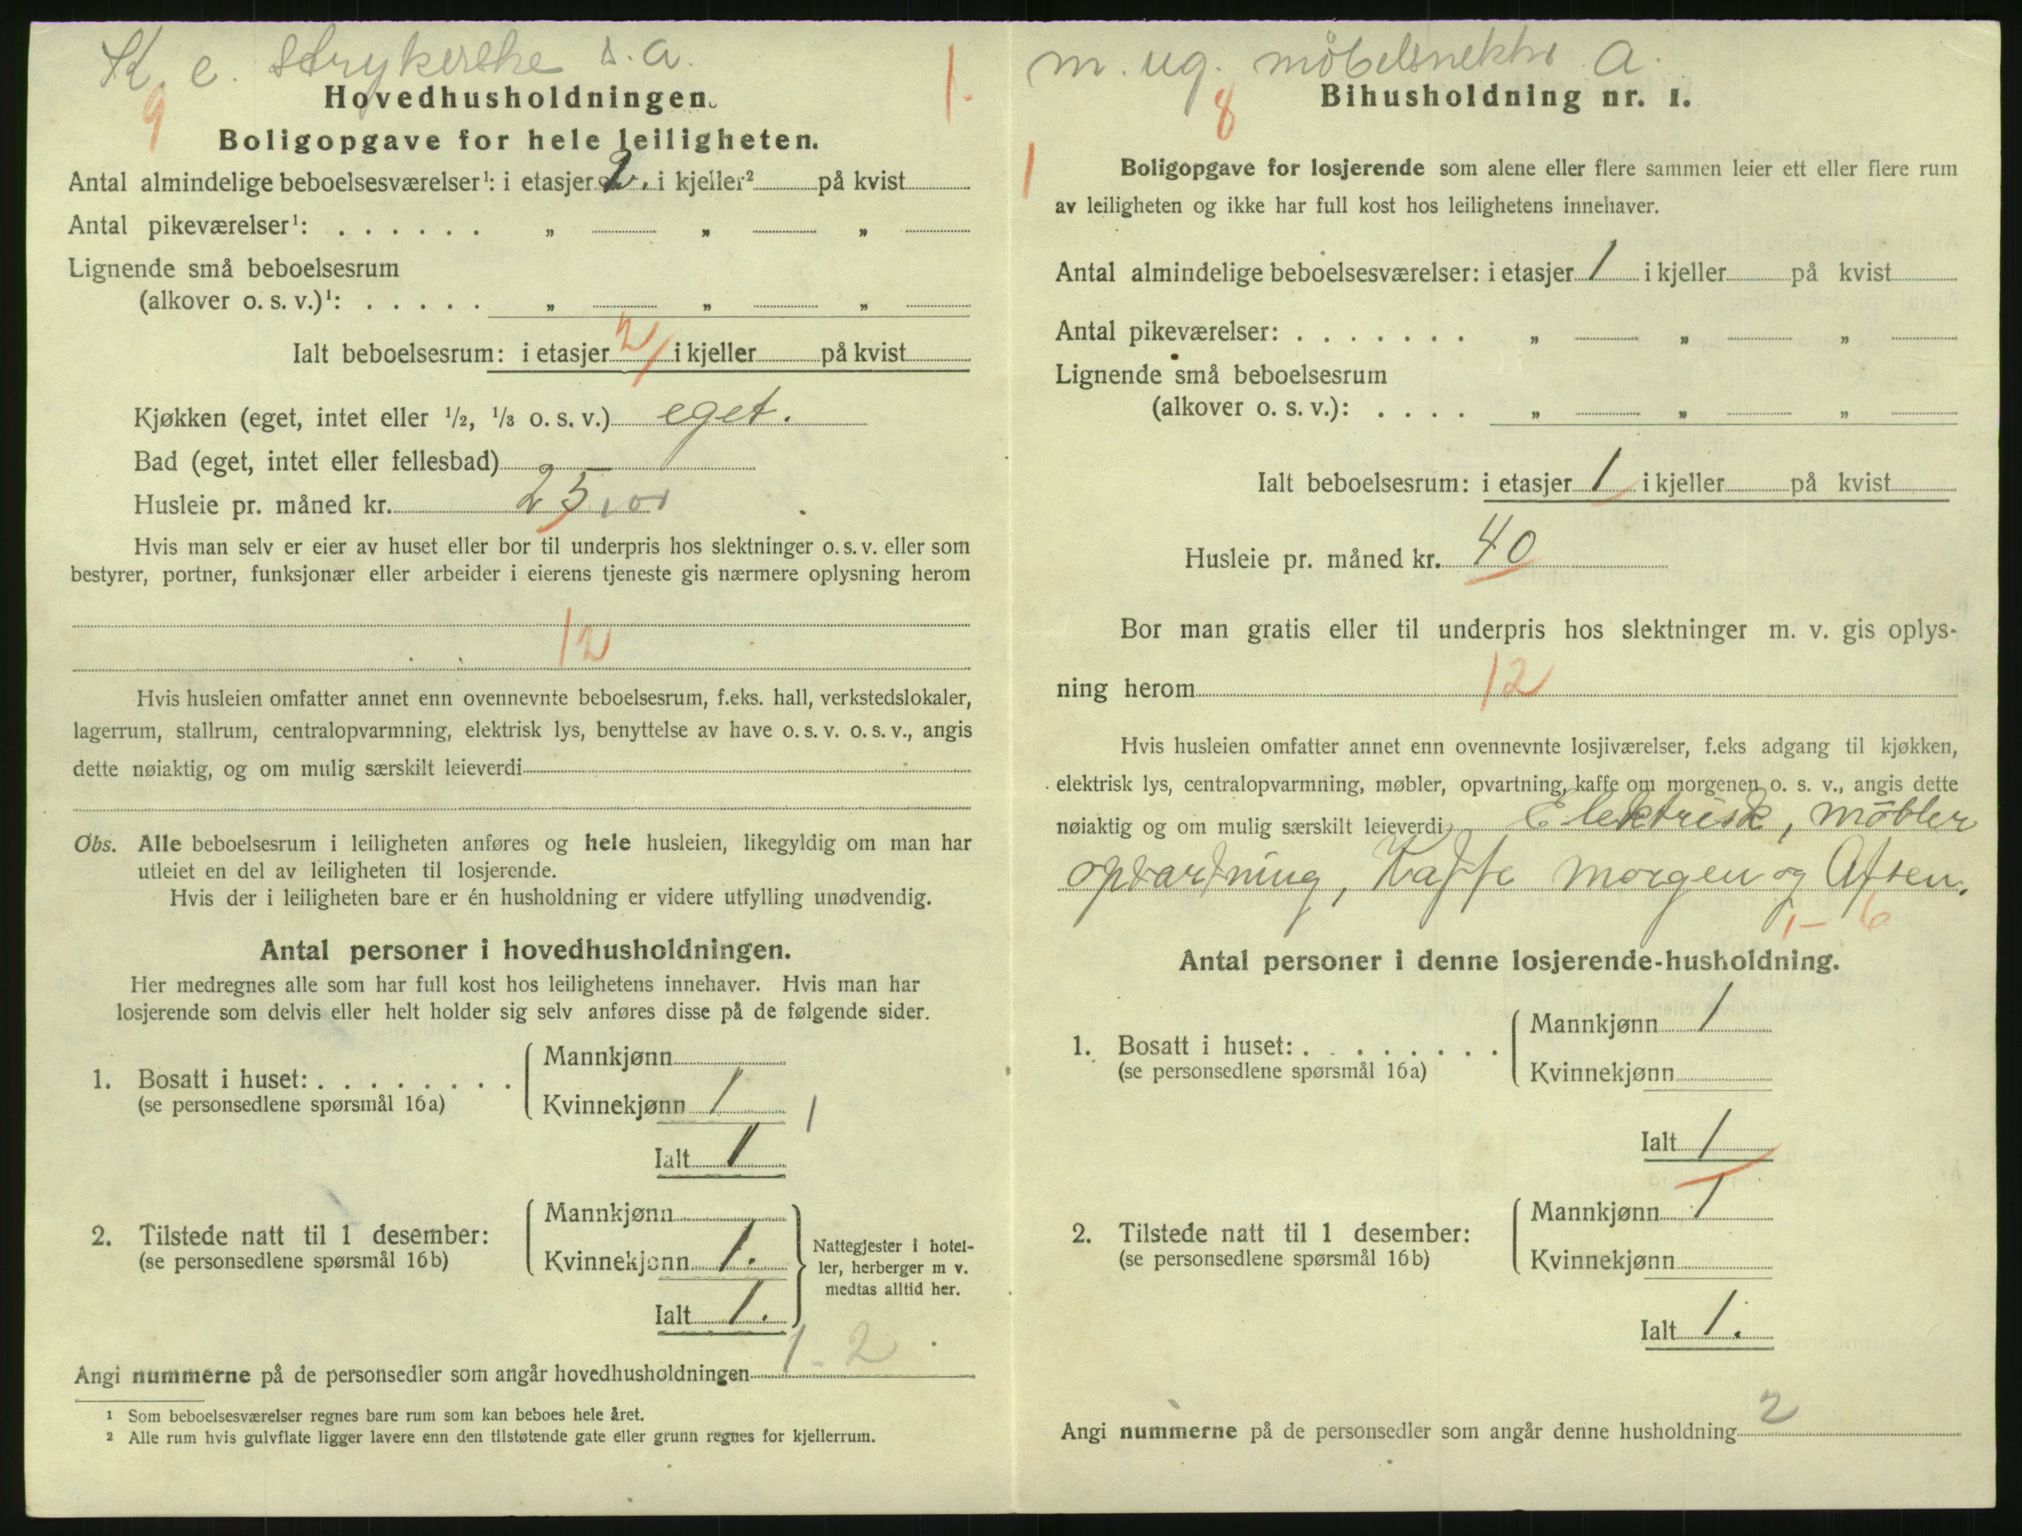 K. e. strykerske s. a.
9
1.
Hovedhusholdningen.
Boligopgave for hele leiligheten.
Antal almindelige beboelsesværelser¹: i etasjer 2. i kjeller² på kvist
Antal pikeværelser¹: . . . . . . „ „ „
Lignende små beboelsesrum
(alkover o. s. v.)¹: . . . . . „ „ „
Ialt beboelsesrum: i etasjer 2 i kjeller på kvist
Kjøkken (eget, intet eller ½, ⅓ o. s. v.) eget.
Bad (eget, intet eller fellesbad)
Husleie pr. måned kr. 25,00
Hvis man selv er eier av huset eller bor til underpris hos slektninger o. s. v. eller som
bestyrer, portner, funksjonær eller arbeider i eierens tjeneste gis nærmere oplysning herom
12
Hvis husleien omfatter annet enn ovennevnte beboelsesrum, f.eks. hall, verkstedslokaler,
lagerrum, stallrum, centralopvarmning, elektrisk lys, benyttelse av have o. s. v. o. s. v., angis
dette nøiaktig, og om mulig særskilt leieverdi
Obs. Alle beboelsesrum i leiligheten anføres og hele husleien, likegyldig om man har
utleiet en del av leiligheten til losjerende.
Hvis der i leiligheten bare er én husholdning er videre utfylling unødvendig.
Antal personer i hovedhusholdningen.
Her medregnes alle som har full kost hos leilighetens innehaver. Hvis man har
losjerende som delvis eller helt holder sig selv anføres disse på de følgende sider.
Mannkjønn
1. Bosatt i huset: . . . . . . . .
(se personsedlene spørsmål 16a)
Kvinnekjønn 1 1
Ialt 1
Mannkjønn
2. Tilstede natt til 1 desember:
(se personsedlene spørsmål 16b)
Kvinnekjønn 1.
Ialt 1.
Nattegjester i hotel-
ler, herberger m v.
medtas alltid her.
Angi nummerne på de personsedler som angår hovedhusholdningen 1 - 2
¹ Som beboelsesværelser regnes bare rum som kan beboes hele året.
² Alle rum hvis gulvflate ligger lavere enn den tilstøtende gate eller grunn regnes for kjellerrum.
m. ug. møbelsnekkr a.
8
Bihusholdning nr. 1.
1
Boligopgave for losjerende som alene eller flere sammen leier ett eller flere rum
av leiligheten og ikke har full kost hos leilighetens innehaver.
Antal almindelige beboelsesværelser: i etasjer 1 i kjeller på kvist
Antal pikeværelser: . . . . . . . „ „ „
Lignende små beboelsesrum
(alkover o. s. v.): . . . . „ „ „
Ialt beboelsesrum: i etasjer 1 i kjeller på kvist
Husleie pr. måned kr. 40
Bor man gratis eller til underpris hos slektninger m. v. gis oplys-
ning herom 12
Hvis husleien omfatter annet enn ovennevnte losjiværelser, f.eks adgang til kjøkken,
elektrisk lys, centralopvarmning, møbler, opvartning, kaffe om morgenen o. s. v., angis dette
nøiaktig og om mulig særskilt leieverdi Elektrisk, møbler
opvartning, Kaffe morgen og Aften.
1 - 6
Antal personer i denne losjerende-husholdning.
Mannkjønn 1
1. Bosatt i huset: . . . . . . . .
(se personsedlene spørsmål 16a)
Kvinnekjønn
Ialt 1
Mannkjønn 1
2. Tilstede natt til 1 desember:
(se personsedlene spørsmål 16b)
Kvinnekjønn
Ialt 1.
Angi nummerne på de personsedler som angår denne husholdning 2